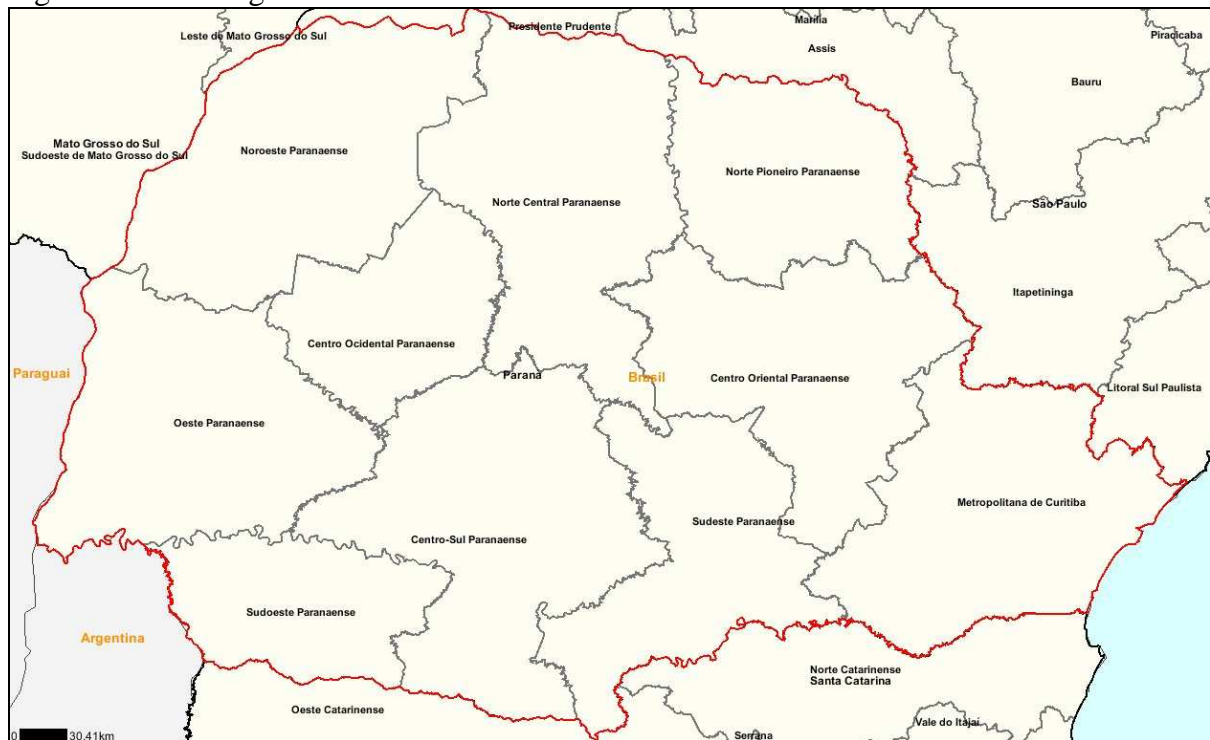 Leste de Mato Grosso do Sul
Presidente Prudente
Marília
Assis
Piracicaba
Bauru
Mato Grosso do Sul
Sudoeste de Mato Grosso do Sul
Noroeste Paranaense
Norte Pioneiro Paranaense
Norte Central Paranaense
São Paulo
Itapetininga
Centro Ocidental Paranaense
Paraguai
Paraná
Brasil
Centro Oriental Paranaense
Litoral Sul Paulista
Oeste Paranaense
Metropolitana de Curitiba
Sudeste Paranaense
Centro-Sul Paranaense
Sudoeste Paranaense
Argentina
Norte Catarinense
Santa Catarina
Oeste Catarinense
Vale do Itajaí
Serrana
0 30.41km